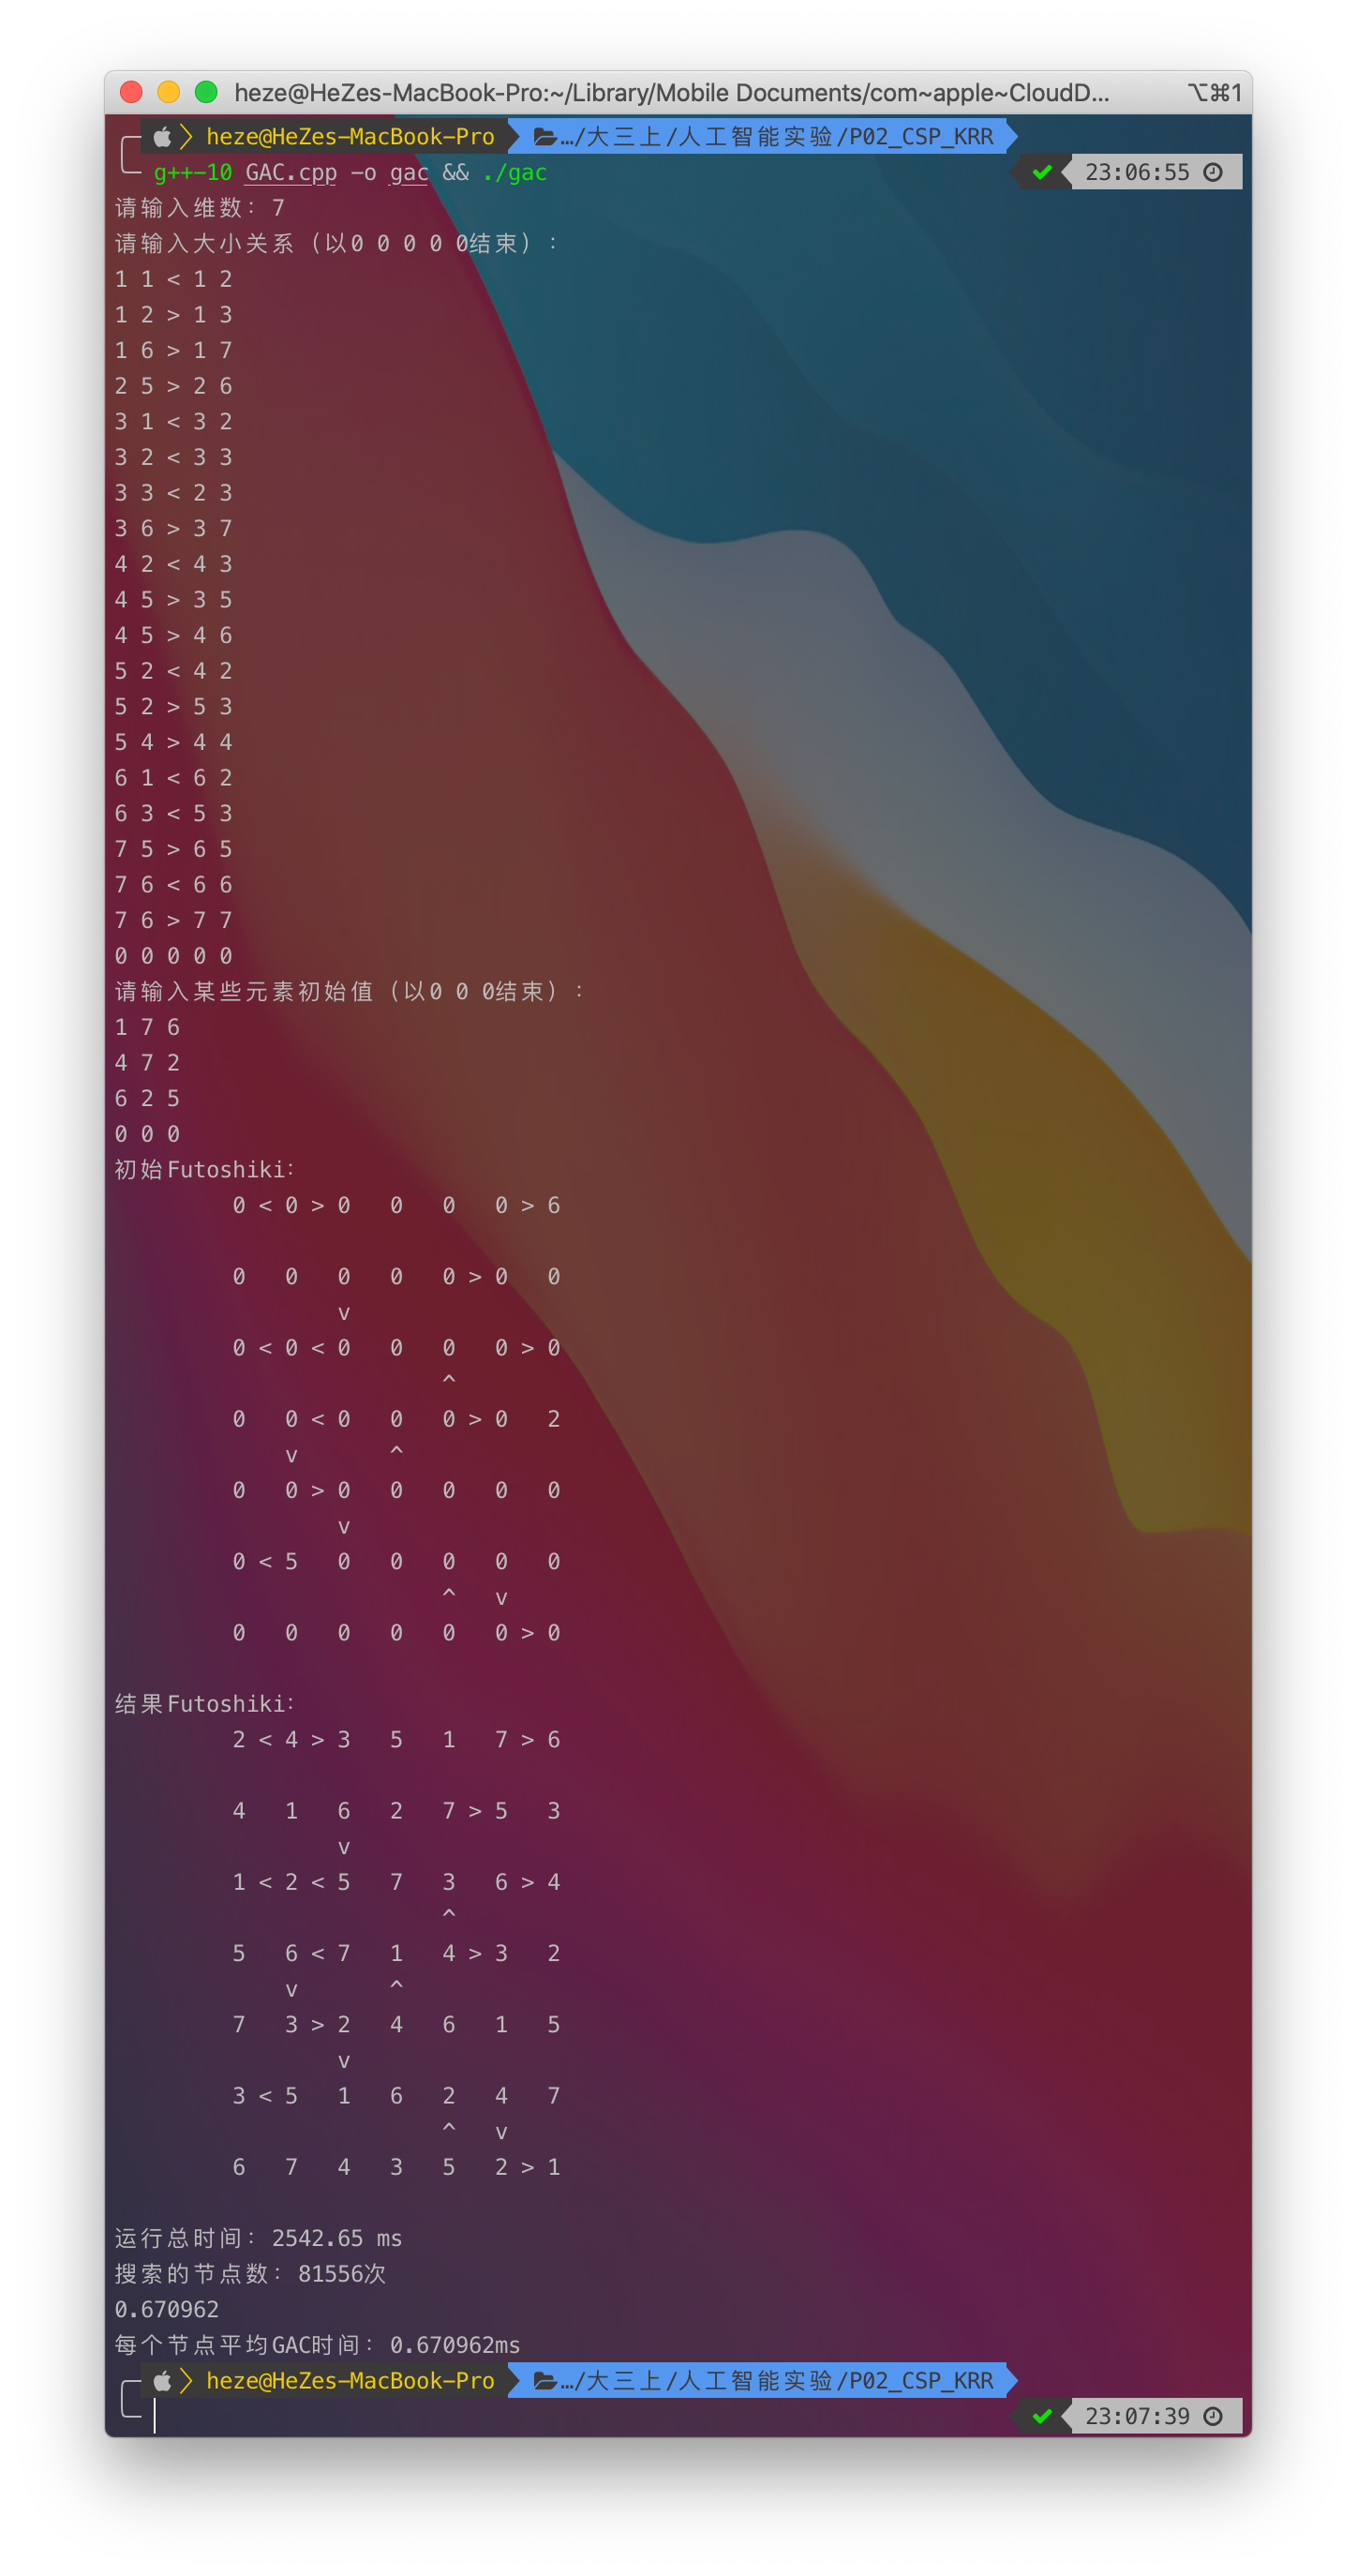 heze@HeZes-MacBook-Pro:~/Library/Mobile Documents/com~apple~CloudD... ⌥⌘1
heze@HeZes-MacBook-Pro …/大三上/人工智能实验/P02_CSP_KRR
g++-10 GAC.cpp -o gac && ./gac ✔ 23:06:55
请输入维数：7
请输入大小关系（以0 0 0 0 0结束）：
1 1 < 1 2
1 2 > 1 3
1 6 > 1 7
2 5 > 2 6
3 1 < 3 2
3 2 < 3 3
3 3 < 2 3
3 6 > 3 7
4 2 < 4 3
4 5 > 3 5
4 5 > 4 6
5 2 < 4 2
5 2 > 5 3
5 4 > 4 4
6 1 < 6 2
6 3 < 5 3
7 5 > 6 5
7 6 < 6 6
7 6 > 7 7
0 0 0 0 0
请输入某些元素初始值（以0 0 0结束）：
1 7 6
4 7 2
6 2 5
0 0 0
初始Futoshiki：
0 < 0 > 0   0   0   0 > 6
0   0   0   0   0 > 0   0
v
0 < 0 < 0   0   0   0 > 0
^
0   0 < 0   0   0 > 0   2
v       ^
0   0 > 0   0   0   0   0
v
0 < 5   0   0   0   0   0
^   v
0   0   0   0   0   0 > 0
结果Futoshiki：
2 < 4 > 3   5   1   7 > 6
4   1   6   2   7 > 5   3
v
1 < 2 < 5   7   3   6 > 4
^
5   6 < 7   1   4 > 3   2
v       ^
7   3 > 2   4   6   1   5
v
3 < 5   1   6   2   4   7
^   v
6   7   4   3   5   2 > 1
运行总时间：2542.65 ms
搜索的节点数：81556次
0.670962
每个节点平均GAC时间：0.670962ms
heze@HeZes-MacBook-Pro …/大三上/人工智能实验/P02_CSP_KRR
✔ 23:07:39